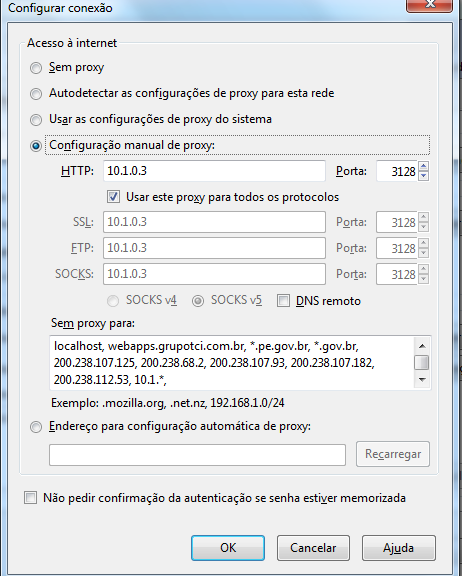 Configurar conexão
Acesso à internet
Sem proxy
Autodetectar as configurações de proxy para esta rede
Usar as configurações de proxy do sistema
Configuração manual de proxy:
HTTP: 10.1.0.3 Porta: 3128
Usar este proxy para todos os protocolos
SSL: 10.1.0.3 Porta: 3128
FTP: 10.1.0.3 Porta: 3128
SOCKS: 10.1.0.3 Porta: 3128
SOCKS v4 SOCKS v5 DNS remoto
Sem proxy para:
localhost, webapps.grupotci.com.br, *.pe.gov.br, *.gov.br,
200.238.107.125, 200.238.68.2, 200.238.107.93, 200.238.107.182,
200.238.112.53, 10.1.*,
Exemplo: .mozilla.org, .net.nz, 192.168.1.0/24
Endereço para configuração automática de proxy:
Recarregar
Não pedir confirmação da autenticação se senha estiver memorizada
OK Cancelar Ajuda